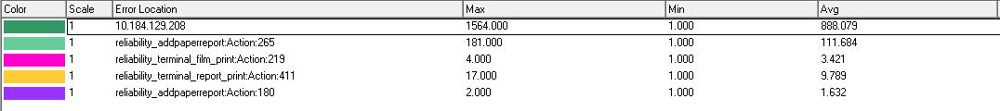 Color Scale Error Location Max Min Avg
1 10.184.129.208 1564.000 1.000 888.079
1 reliability_addpaperreport:Action:265 181.000 1.000 111.684
1 reliability_terminal_film_print:Action:219 4.000 1.000 3.421
1 reliability_terminal_report_print:Action:411 17.000 1.000 9.789
1 reliability_addpaperreport:Action:180 2.000 1.000 1.632